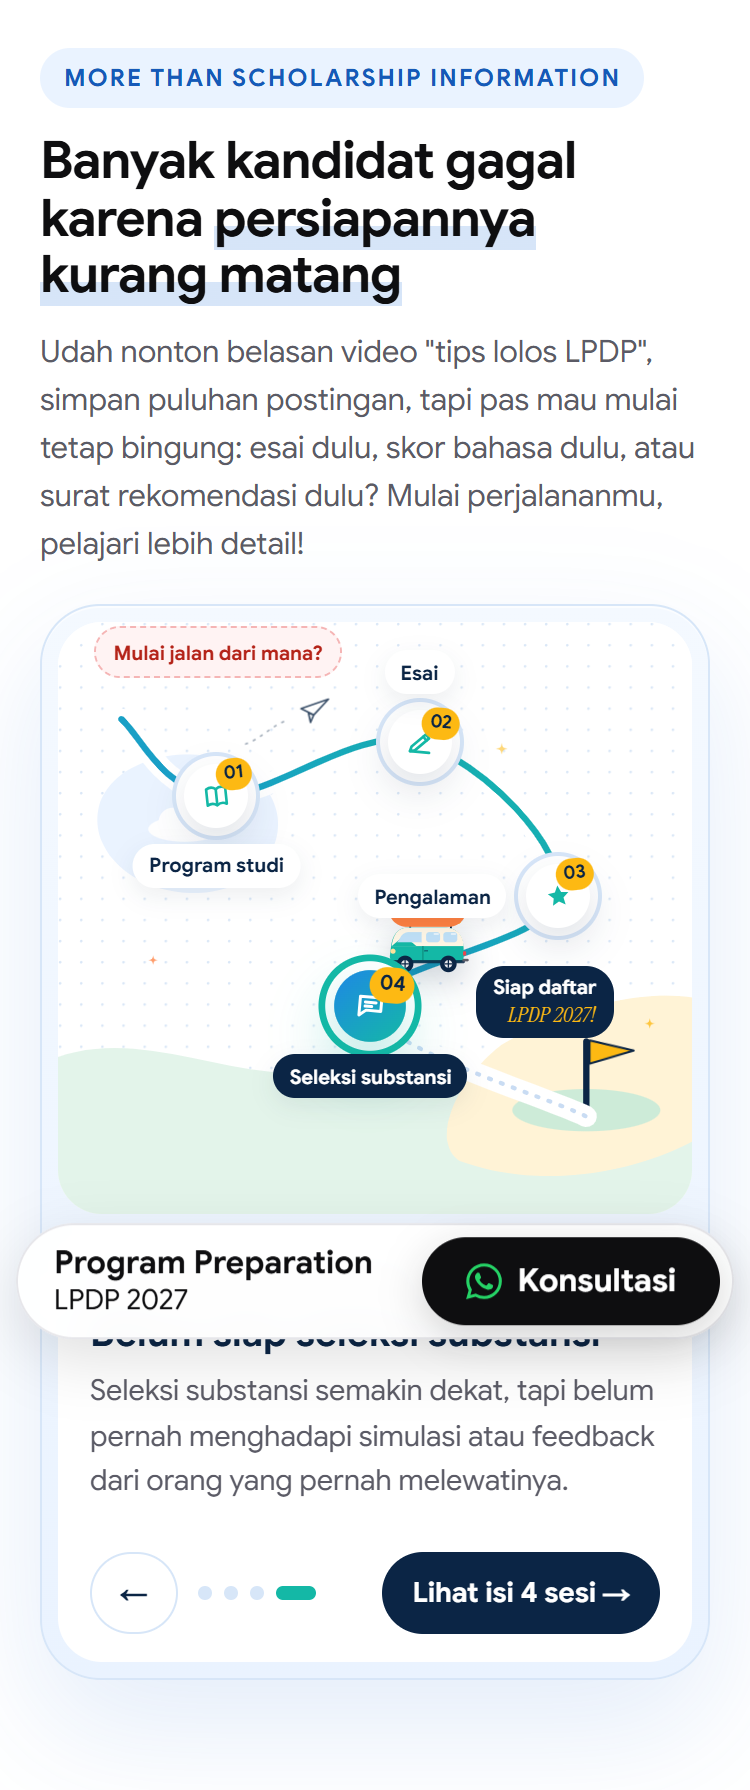 MORE THAN SCHOLARSHIP INFORMATION
Banyak kandidat gagal
karena persiapannya
kurang matang
Udah nonton belasan video "tips lolos LPDP",
simpan puluhan postingan, tapi pas mau mulai
tetap bingung: esai dulu, skor bahasa dulu, atau
surat rekomendasi dulu? Mulai perjalananmu,
pelajari lebih detail!
Mulai jalan dari mana?
Esai
02
01
Program studi
03
Pengalaman
04
Siap daftar
LPDP 2027!
Seleksi substansi
Program Preparation
LPDP 2027
Konsultasi
Belum siap seleksi substansi
Seleksi substansi semakin dekat, tapi belum
pernah menghadapi simulasi atau feedback
dari orang yang pernah melewatinya.
← Lihat isi 4 sesi →